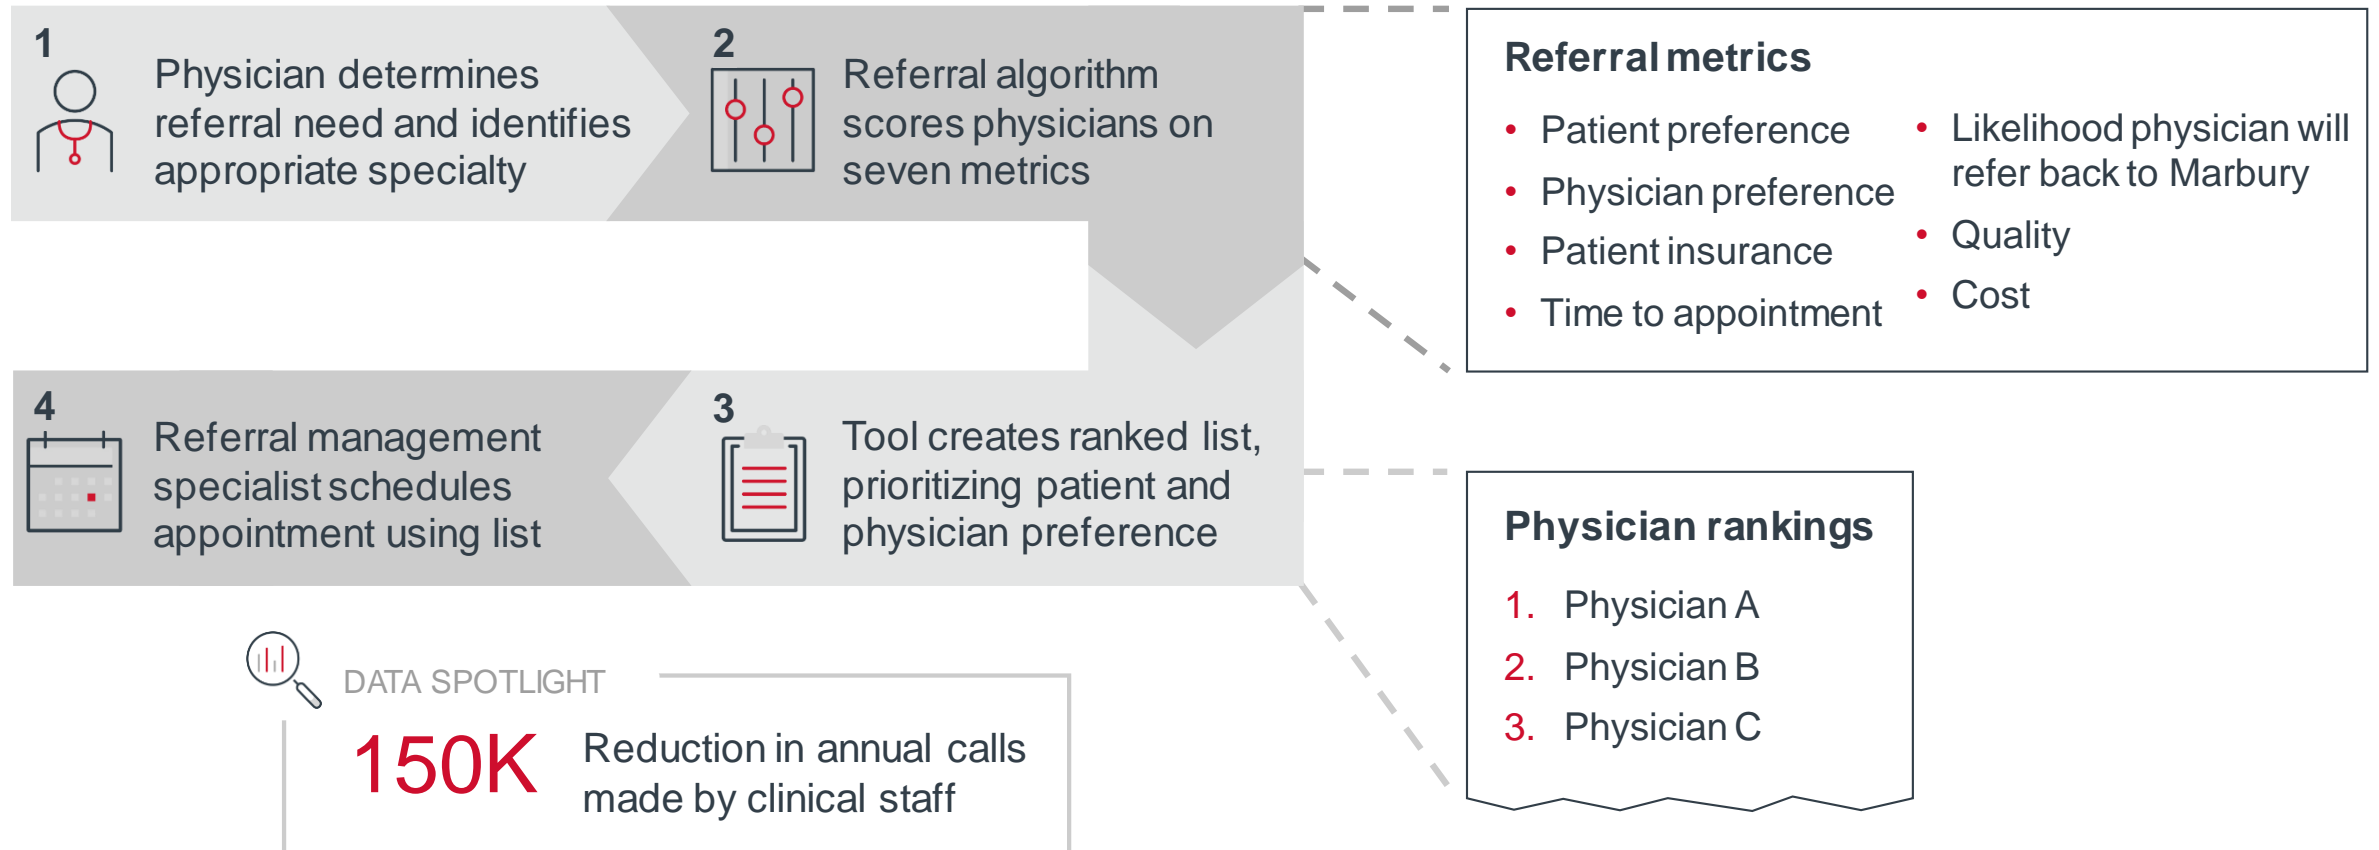 1
Physician determines
referral need and identifies
appropriate specialty
2
Referral algorithm
scores physicians on
seven metrics
Referral metrics
• Patient preference
• Physician preference
• Patient insurance
• Time to appointment
• Likelihood physician will
refer back to Marbury
• Quality
• Cost
3
Tool creates ranked list,
prioritizing patient and
physician preference
4
Referral management
specialist schedules
appointment using list
Physician rankings
1. Physician A
2. Physician B
3. Physician C
DATA SPOTLIGHT
150K
Reduction in annual calls
made by clinical staff